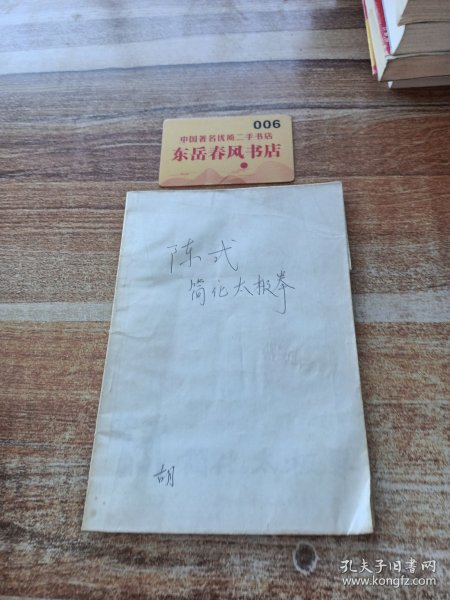 006
中国著名优质二手书店
东岳春风书店
陈式
简化太极拳
胡
孔夫子旧书网
www.kongfz.com